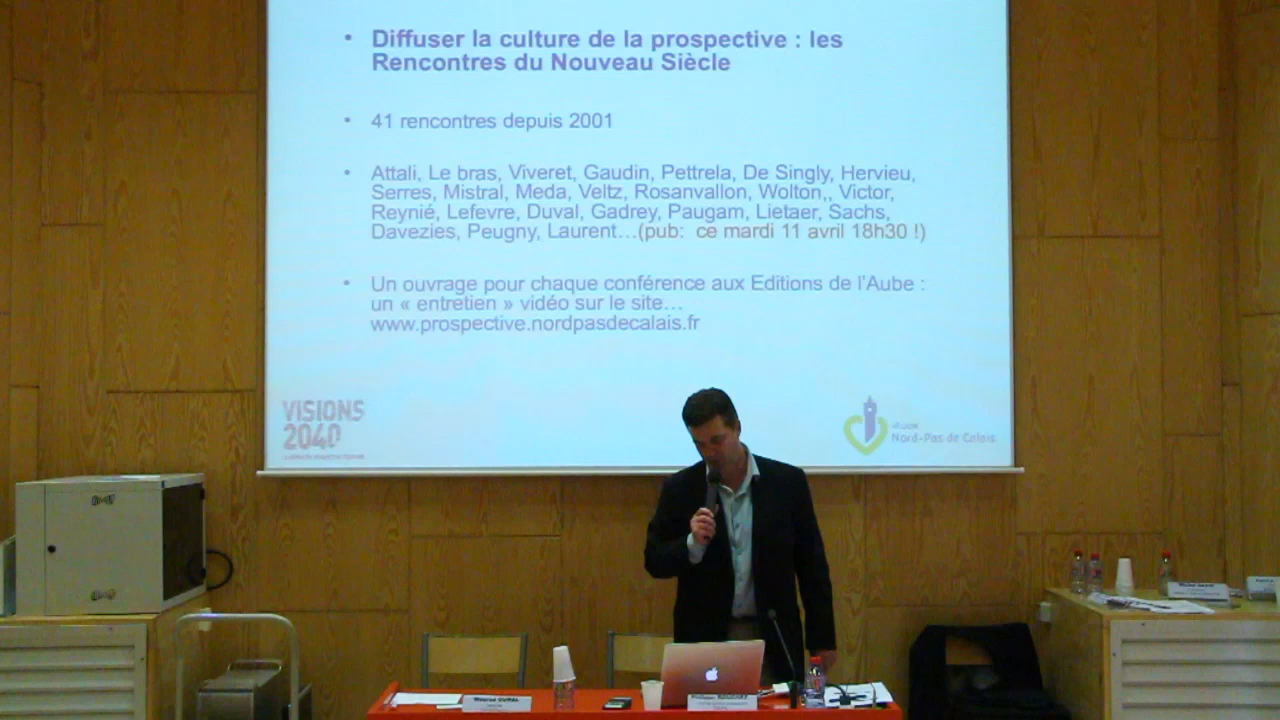 • Diffuser la culture de la prospective : les
Rencontres du Nouveau Siècle
• 41 rencontres depuis 2001
• Attali, Le bras, Viveret, Gaudin, Pettrela, De Singly, Hervieu,
Serres, Mistral, Meda, Veltz, Rosanvallon, Wolton,, Victor,
Reynié, Lefevre, Duval, Gadrey, Paugam, Lietaer, Sachs,
Davezies, Peugny, Laurent…(pub: ce mardi 11 avril 18h30 !)
• Un ouvrage pour chaque conférence aux Editions de l'Aube :
un « entretien » vidéo sur le site…
www.prospective.nordpasdecalais.fr
VISIONS
2040
Nord-Pas de Calais